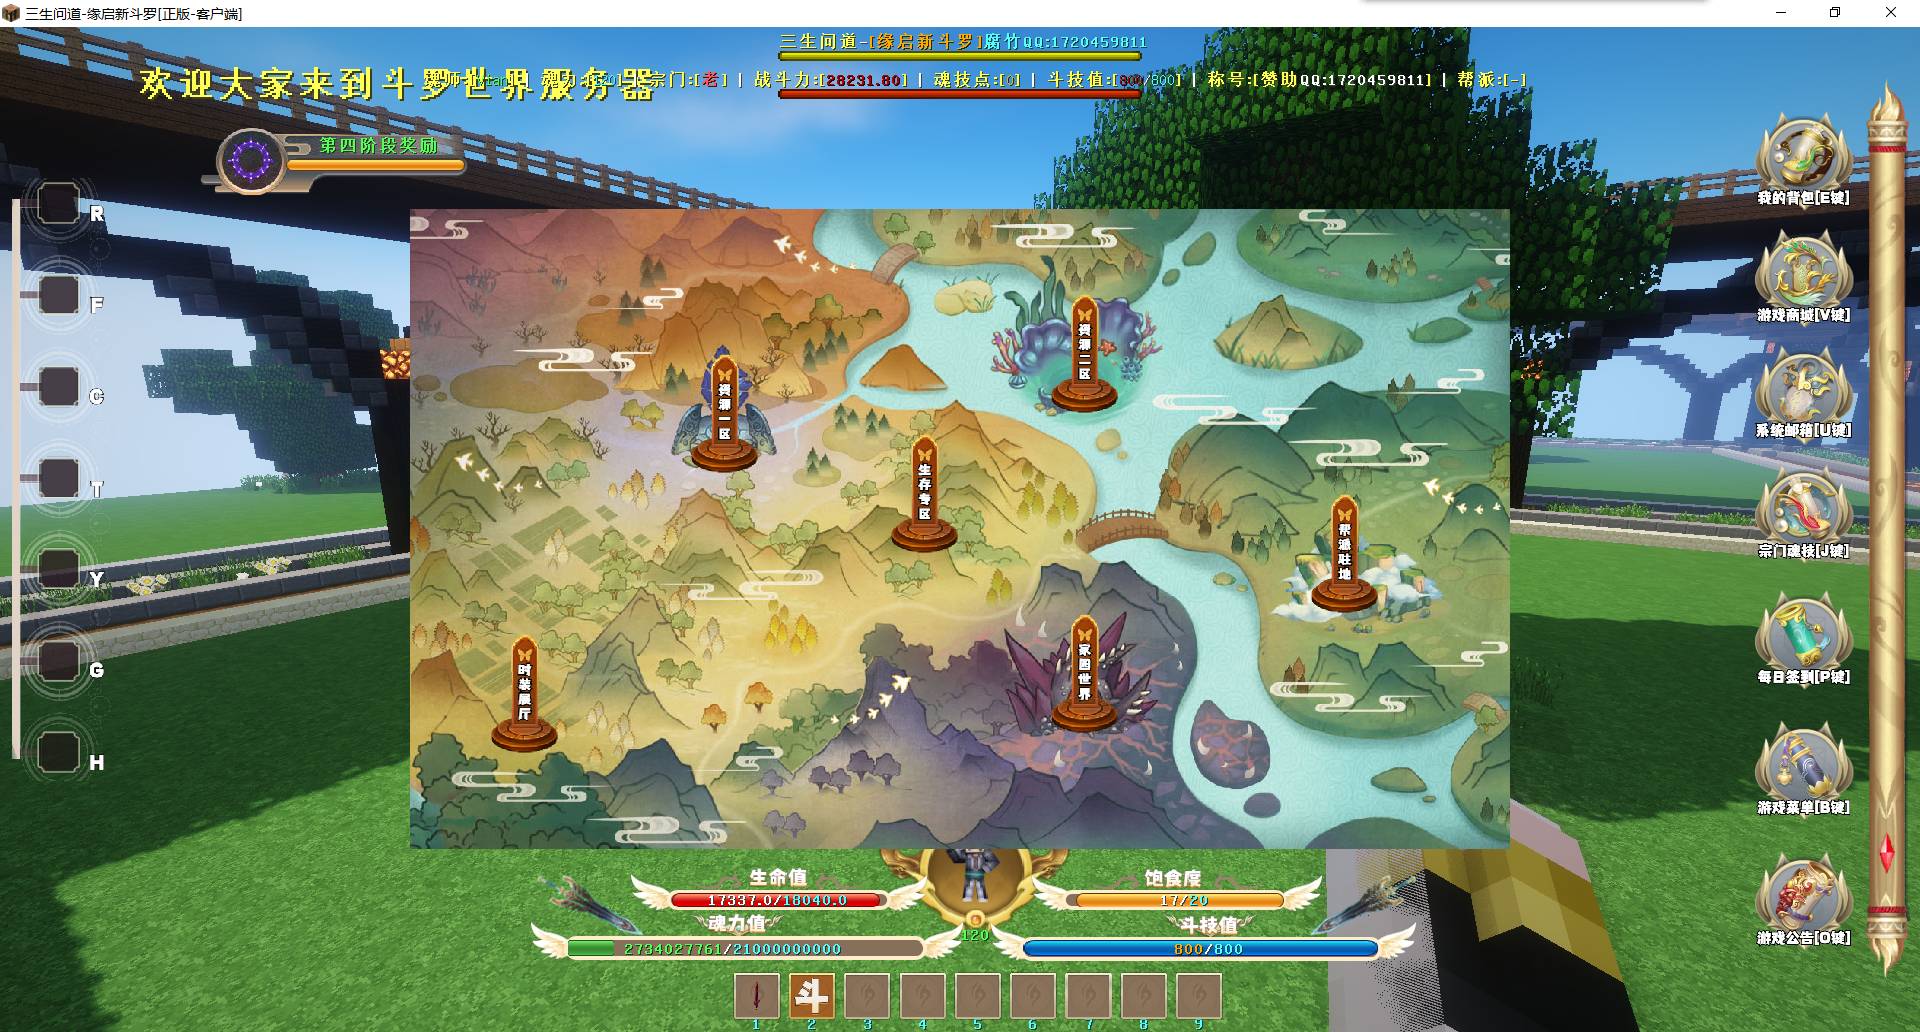 三生问道-缘启新斗罗[正版-客户端]
三生问道-[缘启新斗罗]腐竹QQ:1720459811
欢迎大家来到斗罗世界服务器
宗门:[老] | 战斗力:[28231.80] | 魂技点:[0] | 斗技值:[800/800] | 称号:[赞助QQ:1720459811] | 帮派:[-]
第四阶段奖励
R
F
C
T
Y
G
H
资源一区
资源二区
生存专区
帮派驻地
时装展厅
家园世界
我的背包[E键]
游戏商城[V键]
系统邮箱[U键]
宗门魂技[J键]
每日签到[P键]
游戏菜单[B键]
游戏公告[O键]
生命值
17337.0/18040.0
魂力值
2734027761/21000000000
120
饱食度
17/20
斗技值
800/800
斗
1 2 3 4 5 6 7 8 9